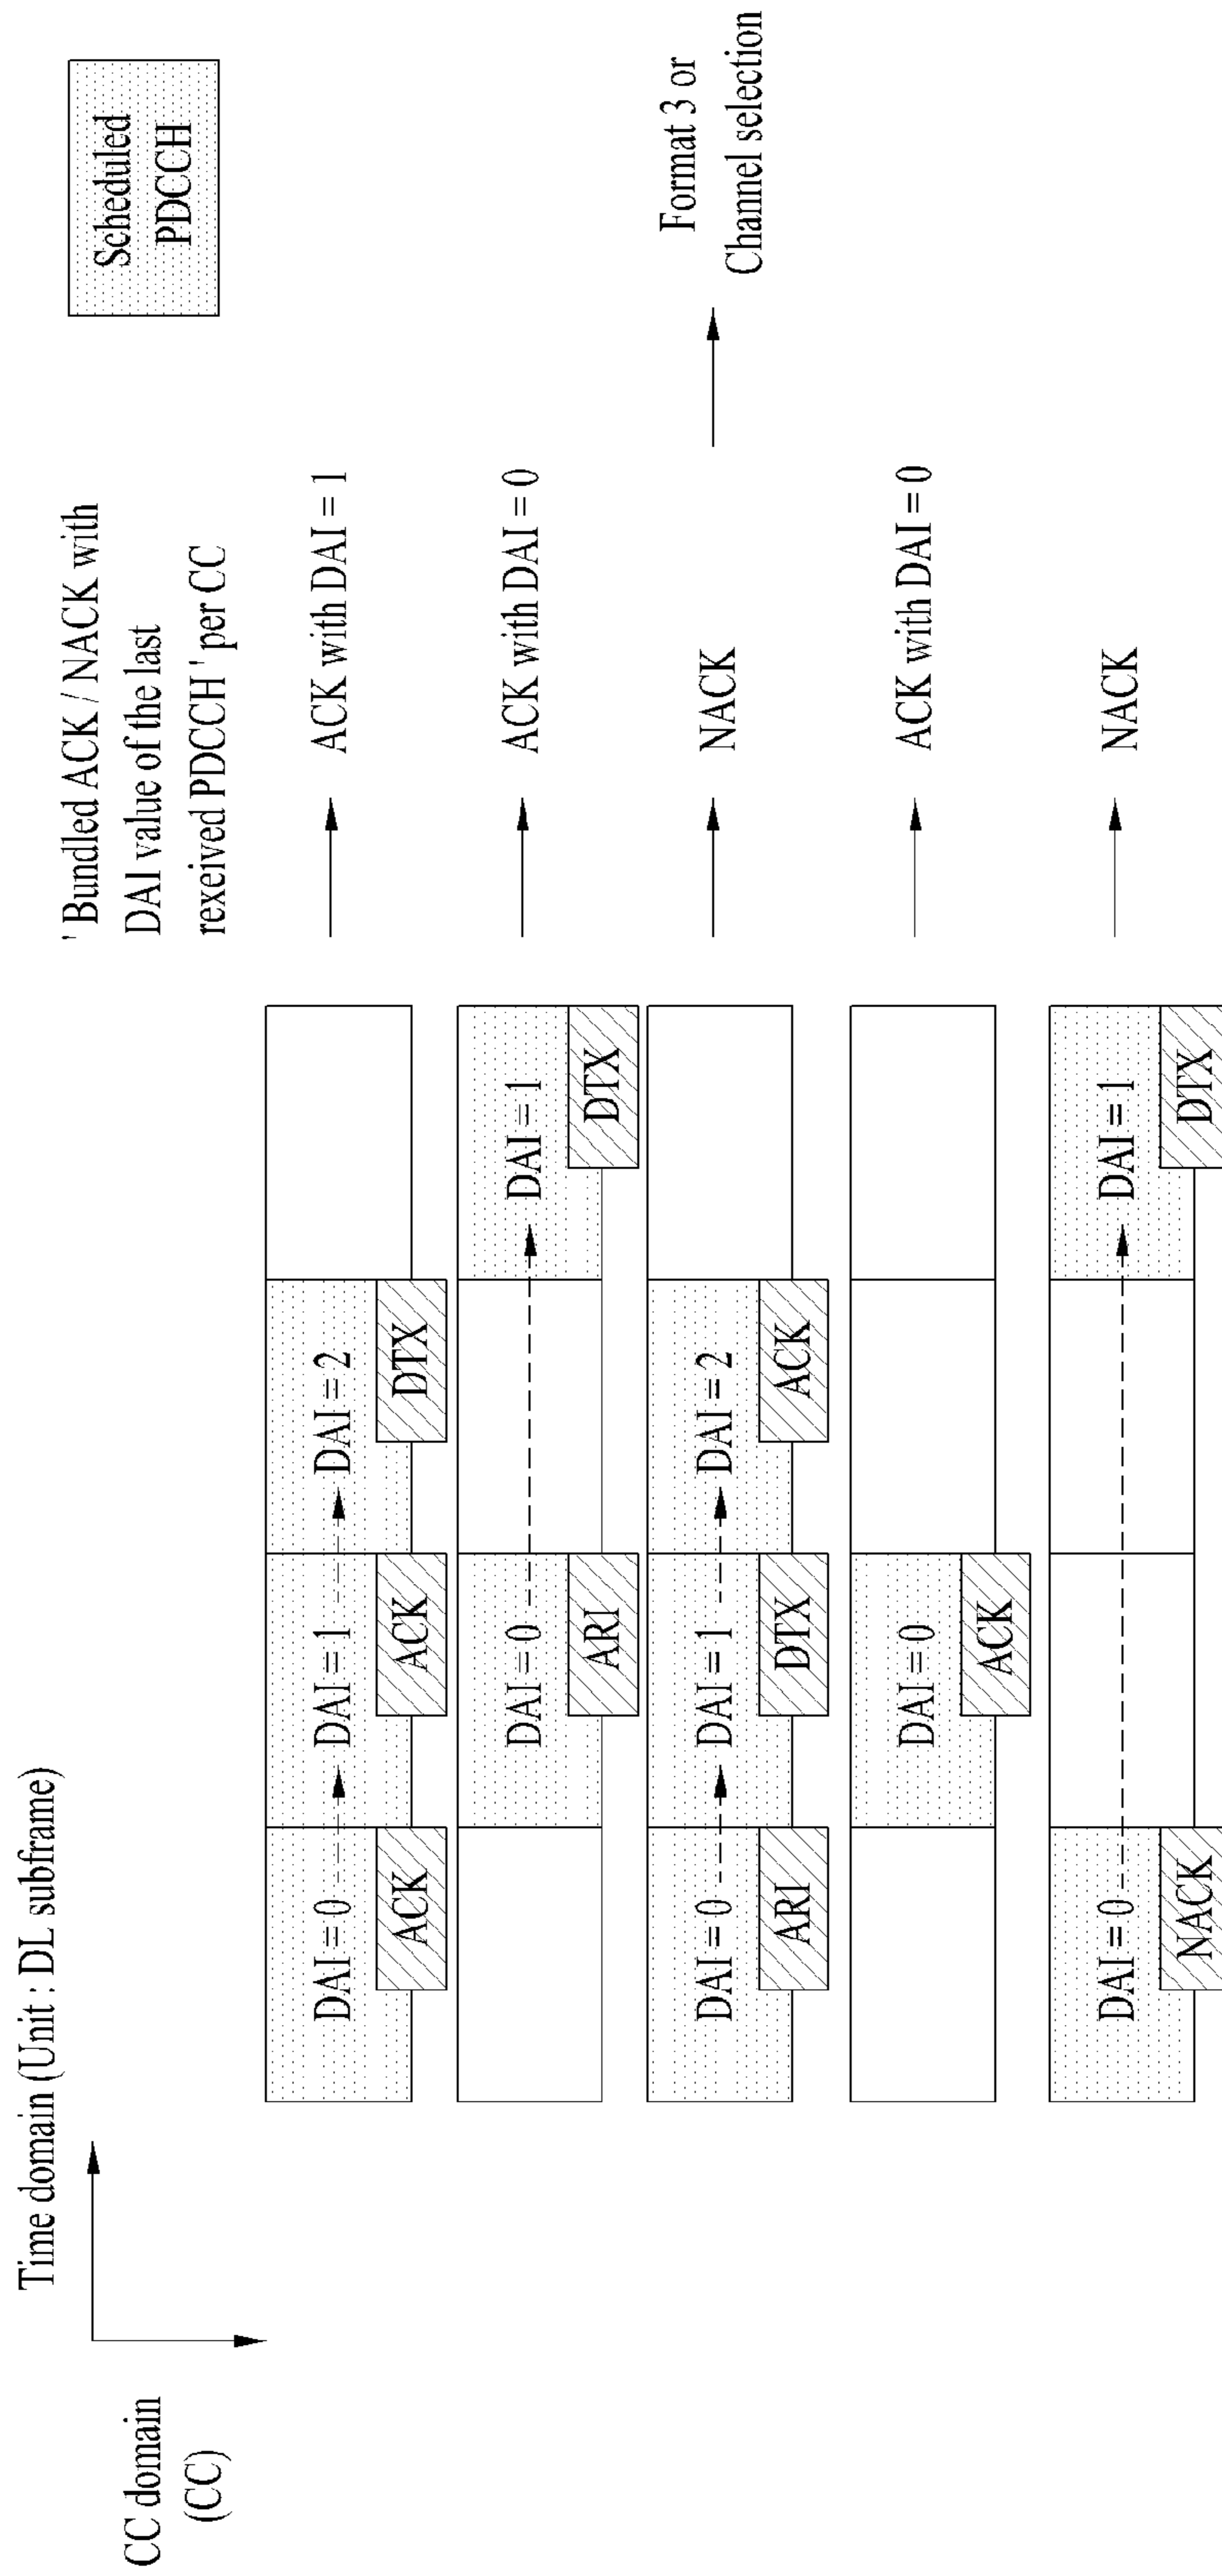 Time domain (Unit : DL subframe)
CC domain
(CC)
' Bundled ACK / NACK with
DAI value of the last
rexeived PDCCH ' per CC
Scheduled
PDCCH
DAI = 0
DAI = 1
DAI = 2
ACK
ACK
DTX
ACK with DAI = 1
DAI = 0
DAI = 1
ARI
DTX
ACK with DAI = 0
DAI = 0
DAI = 1
DAI = 2
ARI
DTX
ACK
NACK
Format 3 or
Channel selection
DAI = 0
ACK
ACK with DAI = 0
DAI = 0
DAI = 1
NACK
DTX
NACK